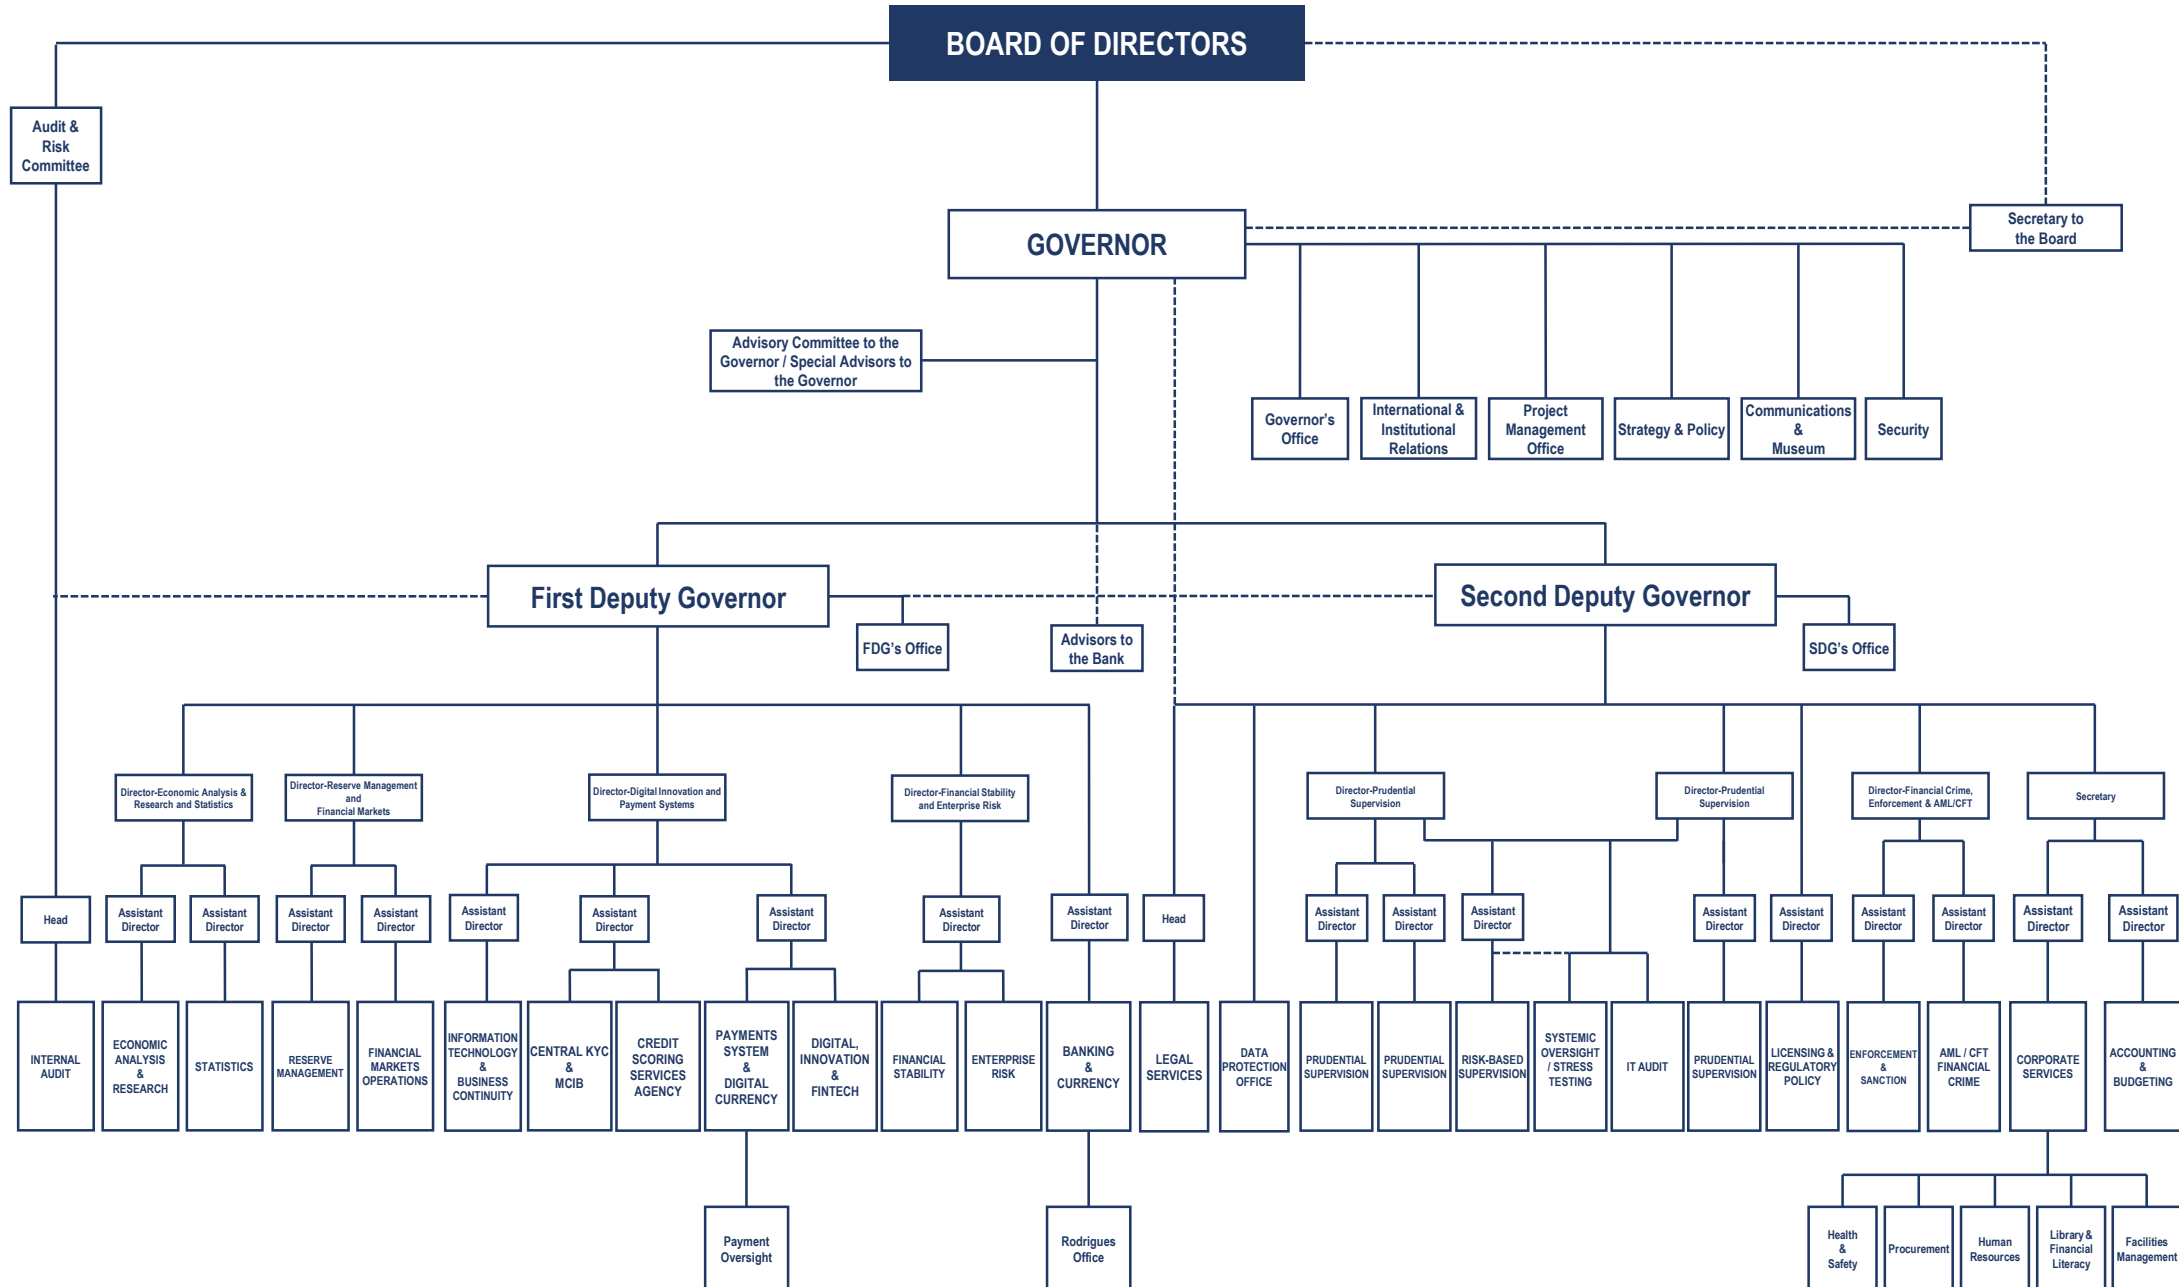 BOARD OF DIRECTORS
Audit &
Risk
Committee
GOVERNOR
Secretary to
the Board
Advisory Committee to the
Governor / Special Advisors to
the Governor
Governor's
Office
International &
Institutional
Relations
Project
Management
Office
Strategy & Policy
Communications
&
Museum
Security
First Deputy Governor
Second Deputy Governor
FDG's Office
Advisors to
the Bank
SDG's Office
Director-Economic Analysis &
Research and Statistics
Director-Reserve Management
and
Financial Markets
Director-Digital Innovation and
Payment Systems
Director-Financial Stability
and Enterprise Risk
Director-Prudential
Supervision
Director-Prudential
Supervision
Director-Financial Crime,
Enforcement & AML/CFT
Secretary
Head
Assistant
Director
Assistant
Director
Assistant
Director
Assistant
Director
Assistant
Director
Assistant
Director
Assistant
Director
Assistant
Director
Assistant
Director
Head
Assistant
Director
Assistant
Director
Assistant
Director
Assistant
Director
Assistant
Director
Assistant
Director
Assistant
Director
Assistant
Director
Assistant
Director
INTERNAL
AUDIT
ECONOMIC
ANALYSIS
&
RESEARCH
STATISTICS
RESERVE
MANAGEMENT
FINANCIAL
MARKETS
OPERATIONS
INFORMATION
TECHNOLOGY
&
BUSINESS
CONTINUITY
CENTRAL KYC
&
MCIB
CREDIT
SCORING
SERVICES
AGENCY
PAYMENTS
SYSTEM
&
DIGITAL
CURRENCY
DIGITAL,
INNOVATION
&
FINTECH
FINANCIAL
STABILITY
ENTERPRISE
RISK
BANKING
&
CURRENCY
LEGAL
SERVICES
DATA
PROTECTION
OFFICE
PRUDENTIAL
SUPERVISION
PRUDENTIAL
SUPERVISION
RISK-BASED
SUPERVISION
SYSTEMIC
OVERSIGHT
/ STRESS
TESTING
IT AUDIT
PRUDENTIAL
SUPERVISION
LICENSING &
REGULATORY
POLICY
ENFORCEMENT
&
SANCTION
AML / CFT
FINANCIAL
CRIME
CORPORATE
SERVICES
ACCOUNTING
&
BUDGETING
Payment
Oversight
Rodrigues
Office
Health
&
Safety
Procurement
Human
Resources
Library &
Financial
Literacy
Facilities
Management